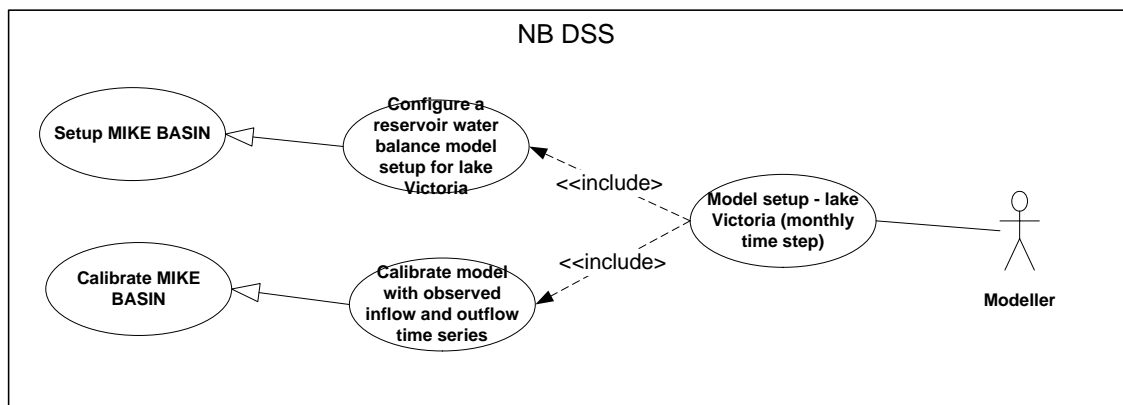 NB DSS
Setup MIKE BASIN
Configure a
reservoir water
balance model
setup for lake
Victoria
<<include>
Model setup - lake
Victoria (monthly
time step)
<<include>
Calibrate MIKE
BASIN
Calibrate model
with observed
inflow and outflow
time series
Modeller